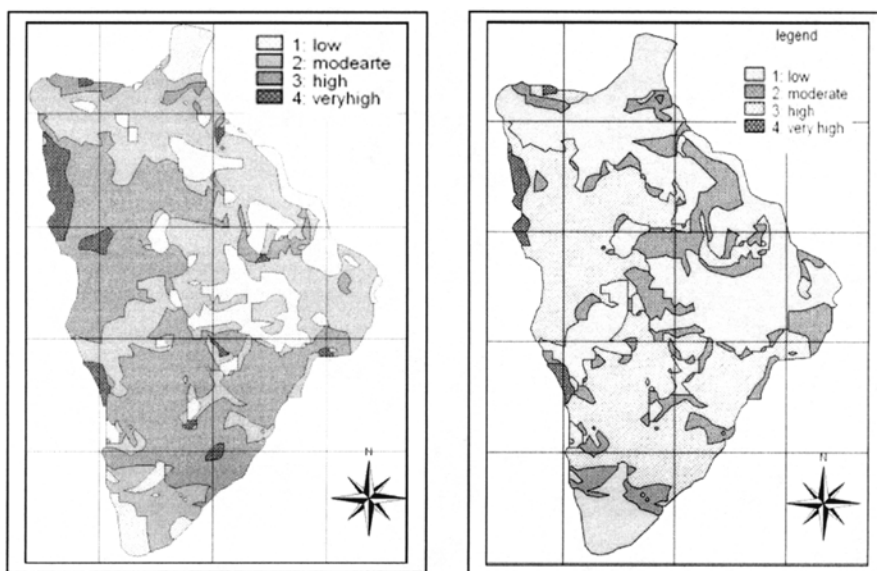 1: low
2: modearte
3: high
4: veryhigh
N
legend
1: low
2 moderate
3 high
4 very high
N